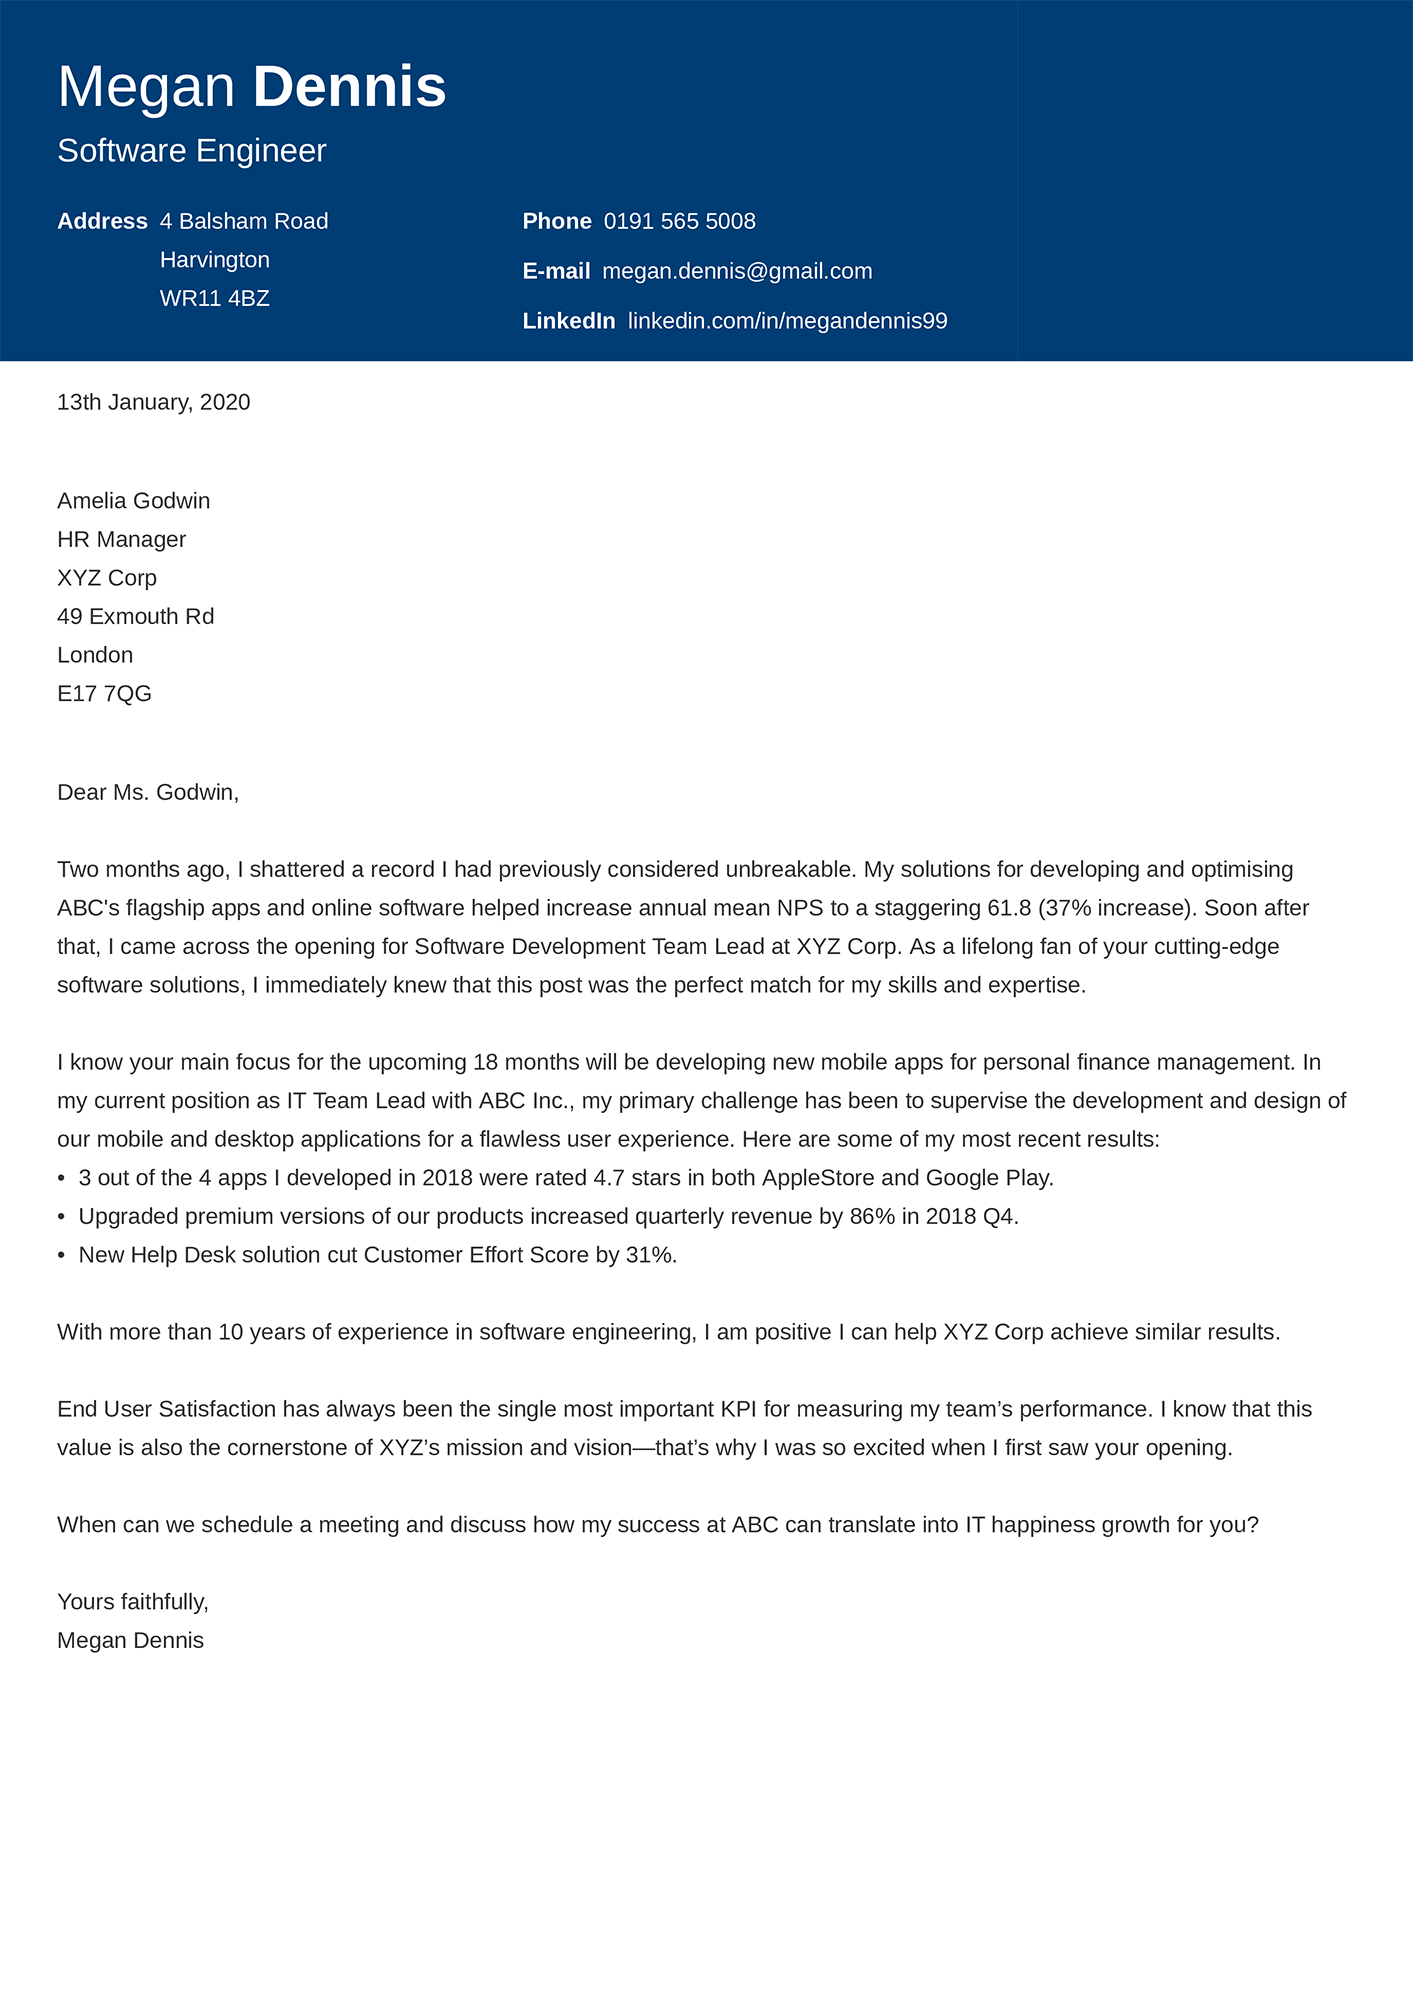 Megan Dennis
Software Engineer
Address 4 Balsham Road
Harvington
WR11 4BZ
Phone 0191 565 5008
E-mail megan.dennis@gmail.com
LinkedIn linkedin.com/in/megandennis99
13th January, 2020
Amelia Godwin
HR Manager
XYZ Corp
49 Exmouth Rd
London
E17 7QG
Dear Ms. Godwin,
Two months ago, I shattered a record I had previously considered unbreakable. My solutions for developing and optimising
ABC's flagship apps and online software helped increase annual mean NPS to a staggering 61.8 (37% increase). Soon after
that, I came across the opening for Software Development Team Lead at XYZ Corp. As a lifelong fan of your cutting-edge
software solutions, I immediately knew that this post was the perfect match for my skills and expertise.
I know your main focus for the upcoming 18 months will be developing new mobile apps for personal finance management. In
my current position as IT Team Lead with ABC Inc., my primary challenge has been to supervise the development and design of
our mobile and desktop applications for a flawless user experience. Here are some of my most recent results:
• 3 out of the 4 apps I developed in 2018 were rated 4.7 stars in both AppleStore and Google Play.
• Upgraded premium versions of our products increased quarterly revenue by 86% in 2018 Q4.
• New Help Desk solution cut Customer Effort Score by 31%.
With more than 10 years of experience in software engineering, I am positive I can help XYZ Corp achieve similar results.
End User Satisfaction has always been the single most important KPI for measuring my team’s performance. I know that this
value is also the cornerstone of XYZ’s mission and vision—that’s why I was so excited when I first saw your opening.
When can we schedule a meeting and discuss how my success at ABC can translate into IT happiness growth for you?
Yours faithfully,
Megan Dennis